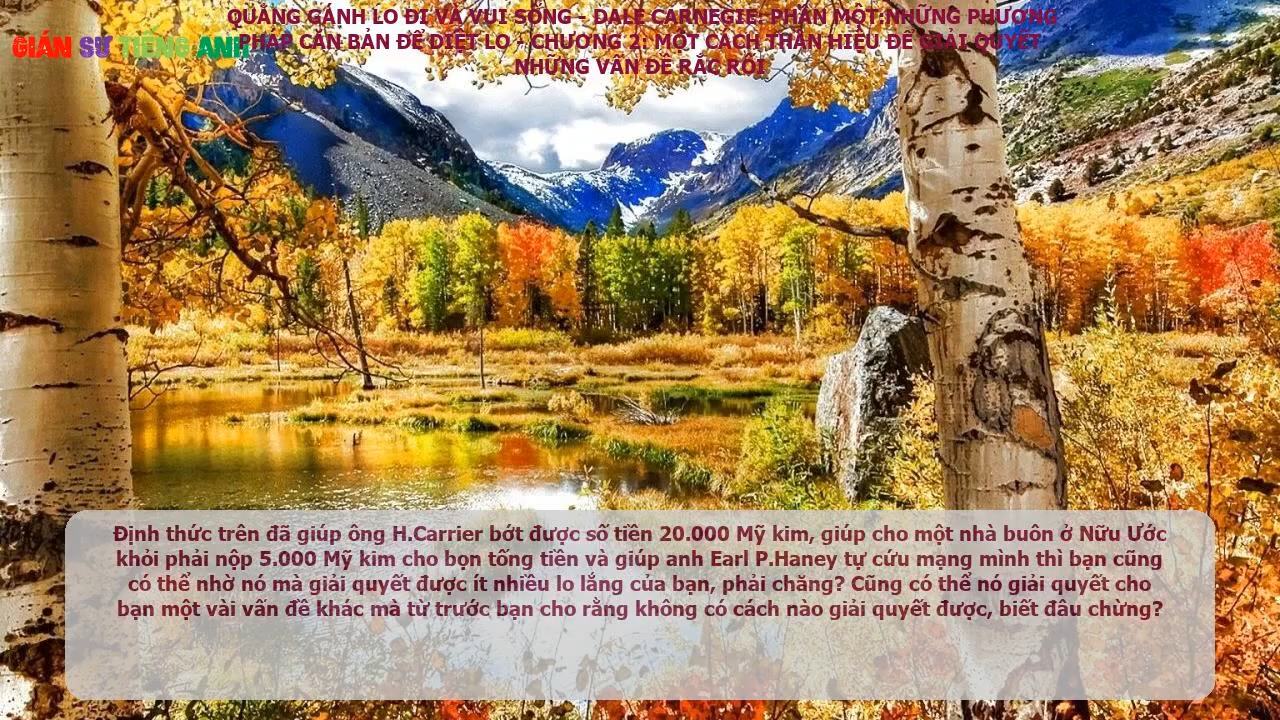 QUẲNG GÁNH LO ĐI VÀ VUI SỐNG - DALE CARNEGIE: PHẦN MỘT:NHỮNG PHƯƠNG
GIÁN SƯ TIẾNG ANH
PHÁP CĂN BẢN ĐỂ DIỆT LO - CHƯƠNG 2: MỘT CÁCH THẦN HIỆU ĐỂ GIẢI QUYẾT
NHỮNG VẤN ĐỀ RẮC RỐI
Định thức trên đã giúp ông H.Carrier bớt được số tiền 20.000 Mỹ kim, giúp cho một nhà buôn ở Nữu Ước
khỏi phải nộp 5.000 Mỹ kim cho bọn tống tiền và giúp anh Earl P.Haney tự cứu mạng mình thì bạn cũng
có thể nhờ nó mà giải quyết được ít nhiều lo lắng của bạn, phải chăng? Cũng có thể nó giải quyết cho
bạn một vài vấn đề khác mà từ trước bạn cho rằng không có cách nào giải quyết được, biết đâu chừng?